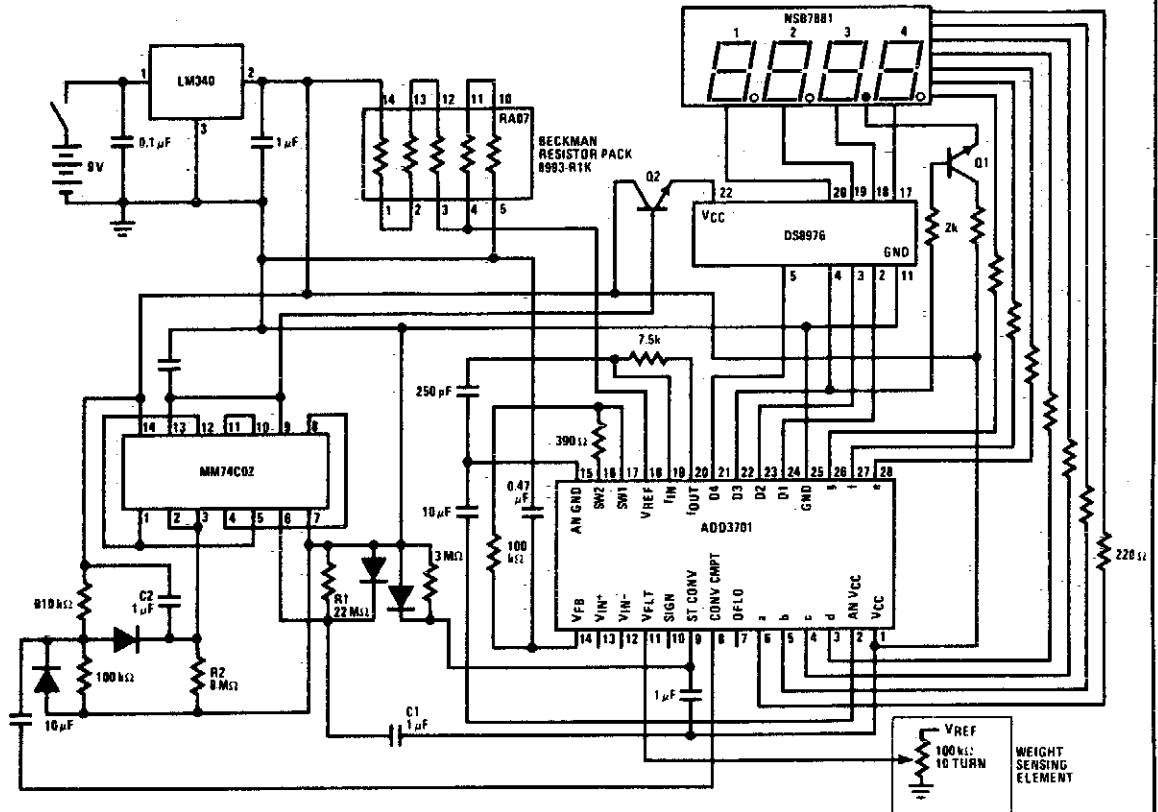 NSB7881
1 2 3 4
LM340
1 2
3
0.1 μF
1 μF
9V
14 13 12 11 10
RA07
1 2 3 4 5
BECKMAN
RESISTOR PACK
8993-R1K
Q2
Q1
22 20 19 18 17
VCC
DS8976
GND
5 4 3 2 11
2k
7.5k
250 pF
390 Ω
14 13 12 11 10 9 8
MM74C02
1 2 3 4 5 6 7
10 μF
0.47
μF
100
kΩ
15 16 17 18 19 20 21 22 23 24 25 26 27 28
AN GND SW2 SW1 VREF fIN fOUT D4 D3 D2 D1 GND g f e
ADD3701
VFB VIN+ VIN- VFLT SIGN ST CONV CONV CMPT OFLO a b c d AN VCC VCC
14 13 12 11 10 9 8 7 6 5 4 3 2 1
220 Ω
C2
1 μF
R1
22 MΩ
3 MΩ
100 kΩ
R2
10 μF
C1
1 μF
1 μF
VREF
100 kΩ
10 TURN
WEIGHT
SENSING
ELEMENT